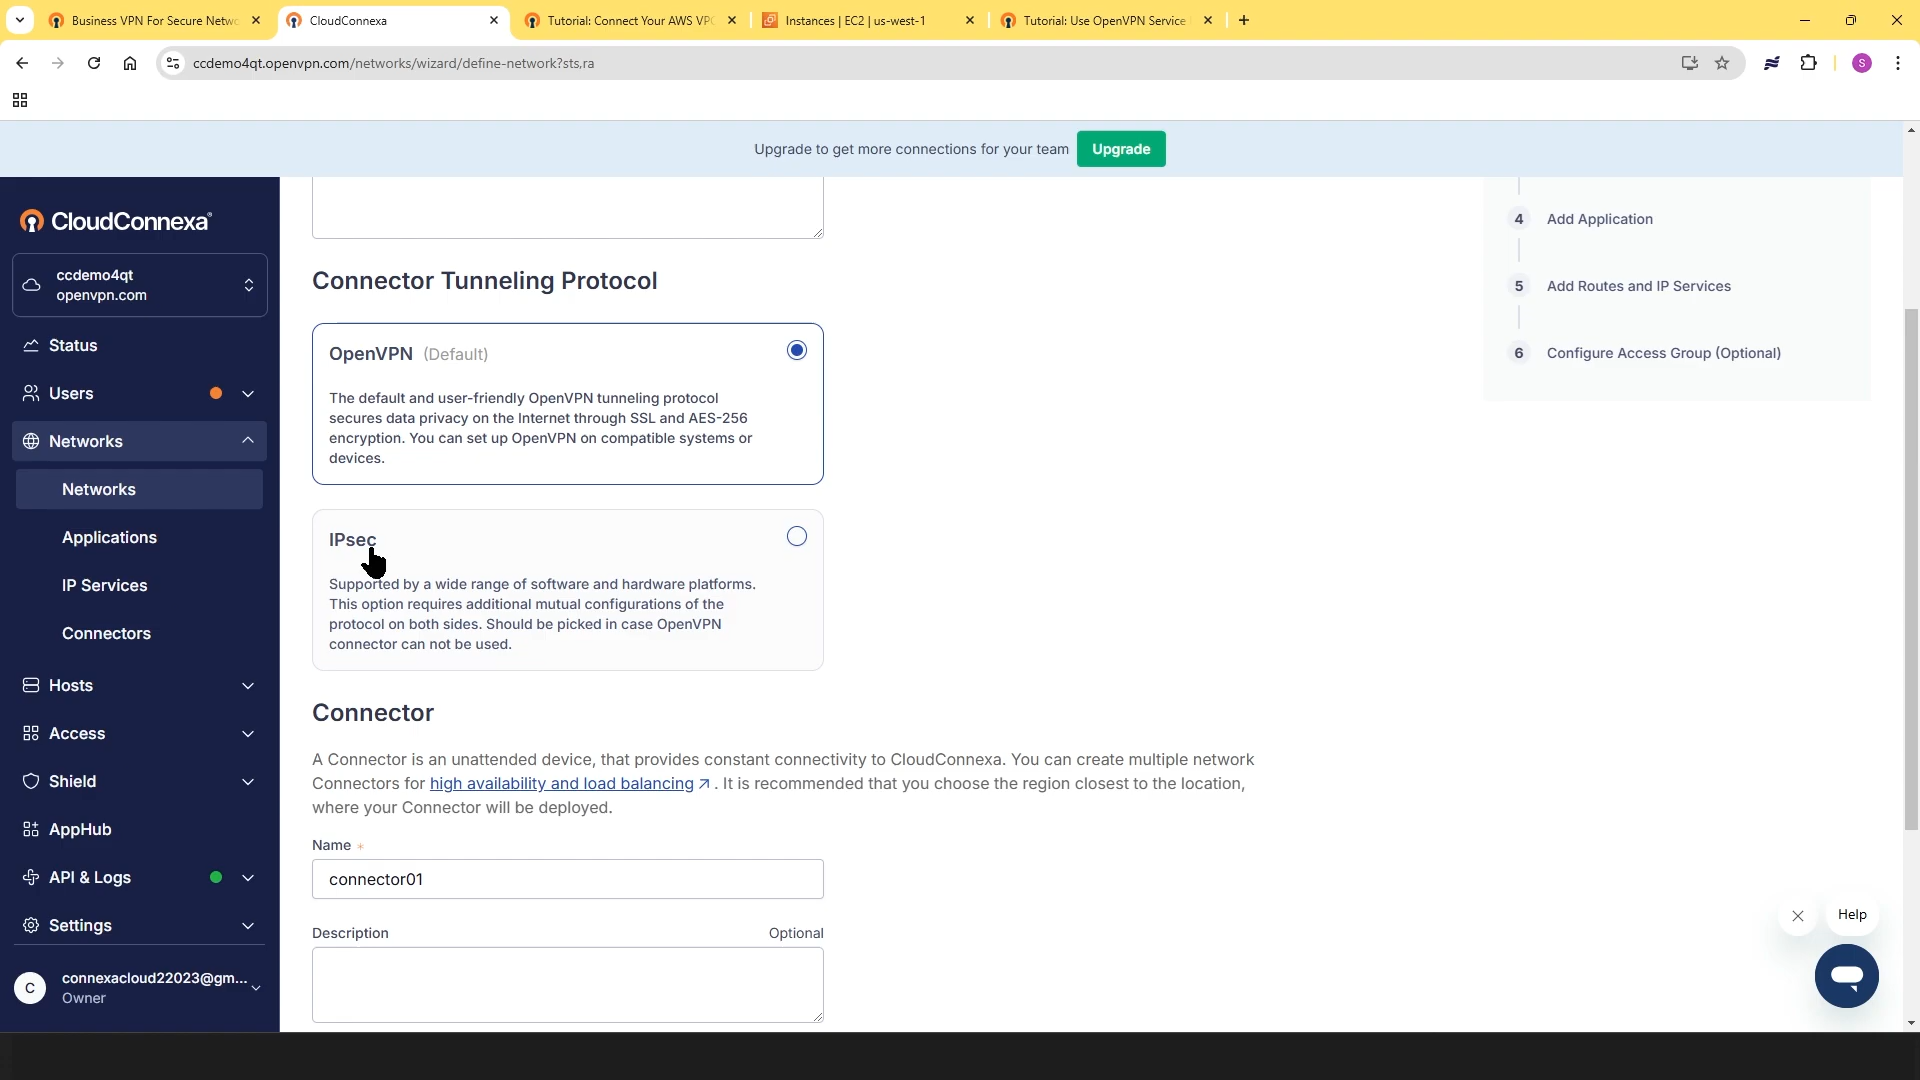 Business VPN For Secure Netwo
CloudConnexa
Tutorial: Connect Your AWS VPC
Instances | EC2 | us-west-1
Tutorial: Use OpenVPN Service
ccdemo4qt.openvpn.com/networks/wizard/define-network?sts,ra
S
Upgrade to get more connections for your team
Upgrade
CloudConnexa®
ccdemo4qt
openvpn.com
Status
Users
Networks
Networks
Applications
IP Services
Connectors
Hosts
Access
Shield
AppHub
API & Logs
Settings
C
connexacloud22023@gm...
Owner
Connector Tunneling Protocol
OpenVPN (Default)
The default and user-friendly OpenVPN tunneling protocol
secures data privacy on the Internet through SSL and AES-256
encryption. You can set up OpenVPN on compatible systems or
devices.
IPsec
Supported by a wide range of software and hardware platforms.
This option requires additional mutual configurations of the
protocol on both sides. Should be picked in case OpenVPN
connector can not be used.
Connector
A Connector is an unattended device, that provides constant connectivity to CloudConnexa. You can create multiple network
Connectors for high availability and load balancing ↗. It is recommended that you choose the region closest to the location,
where your Connector will be deployed.
Name *
connector01
Description Optional
4 Add Application
5 Add Routes and IP Services
6 Configure Access Group (Optional)
Help